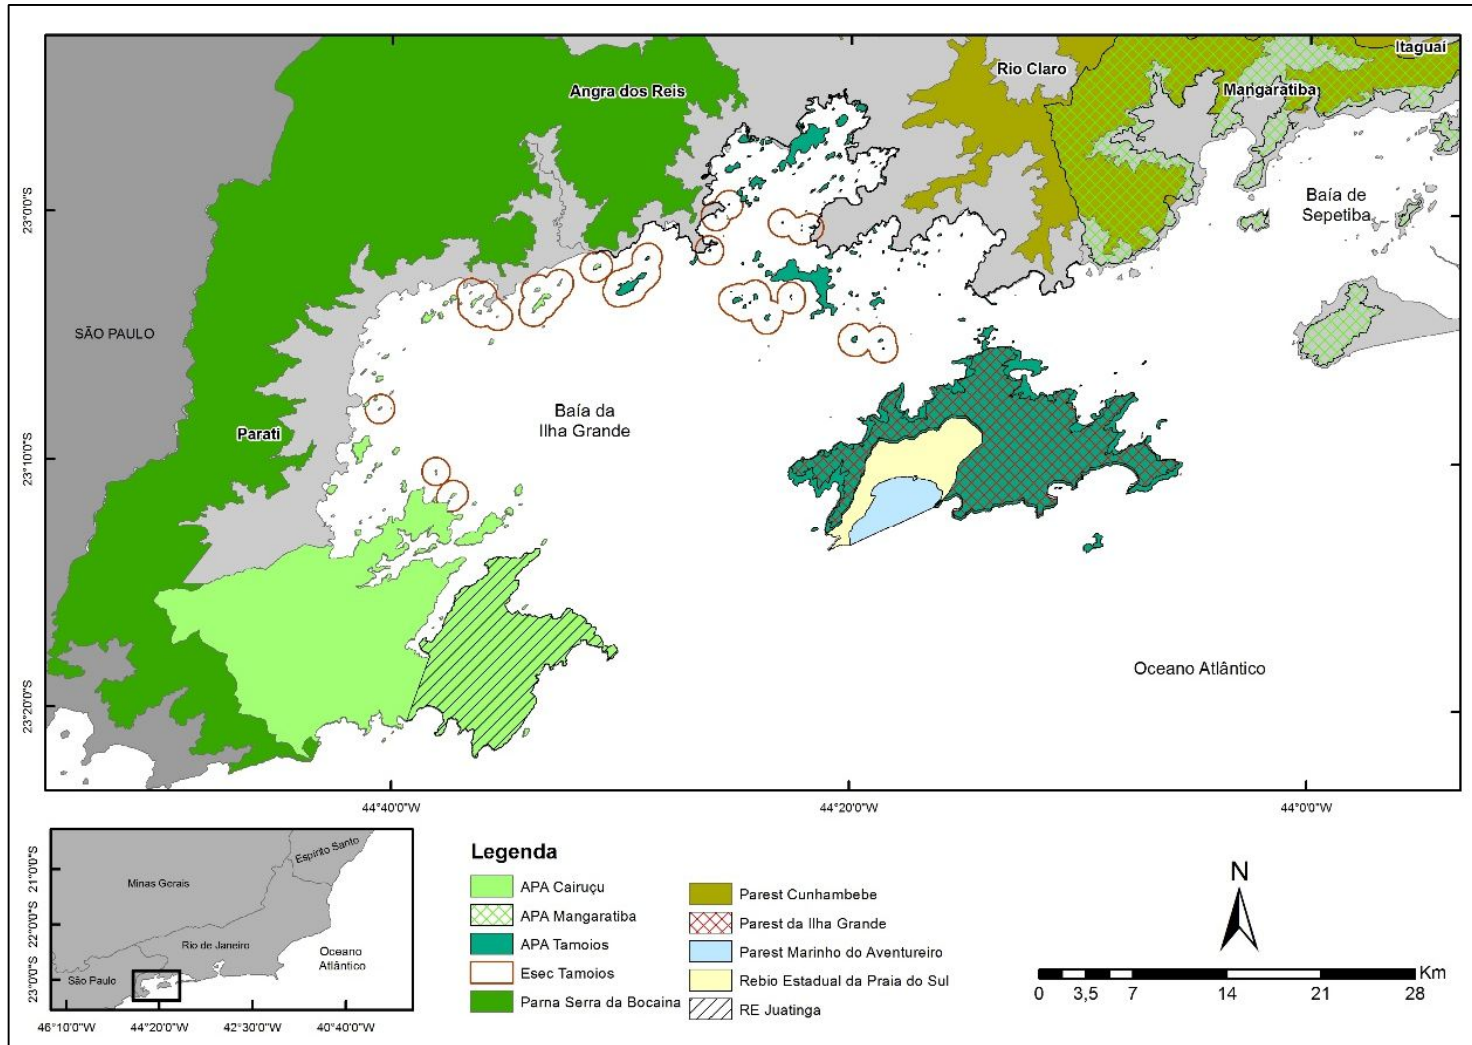 Itaguaí
Rio Claro
Angra dos Reis
Mangaratiba
Baía de
Sepetiba
23°0'0"S
SÃO PAULO
Baía da
Ilha Grande
Parati
23°10'0"S
Oceano Atlântico
23°20'0"S
44°40'0"W
44°20'0"W
44°0'0"W
Espírito Santo
Minas Gerais
Rio de Janeiro
Oceano
Atlântico
São Paulo
21°0'0"S
22°0'0"S
23°0'0"S
46°10'0"W
44°20'0"W
42°30'0"W
40°40'0"W
Legenda
APA Cairuçu
APA Mangaratiba
APA Tamoios
Esec Tamoios
Parna Serra da Bocaina
Parest Cunhambebe
Parest da Ilha Grande
Parest Marinho do Aventureiro
Rebio Estadual da Praia do Sul
RE Juatinga
N
Km
0 3,5 7 14 21 28